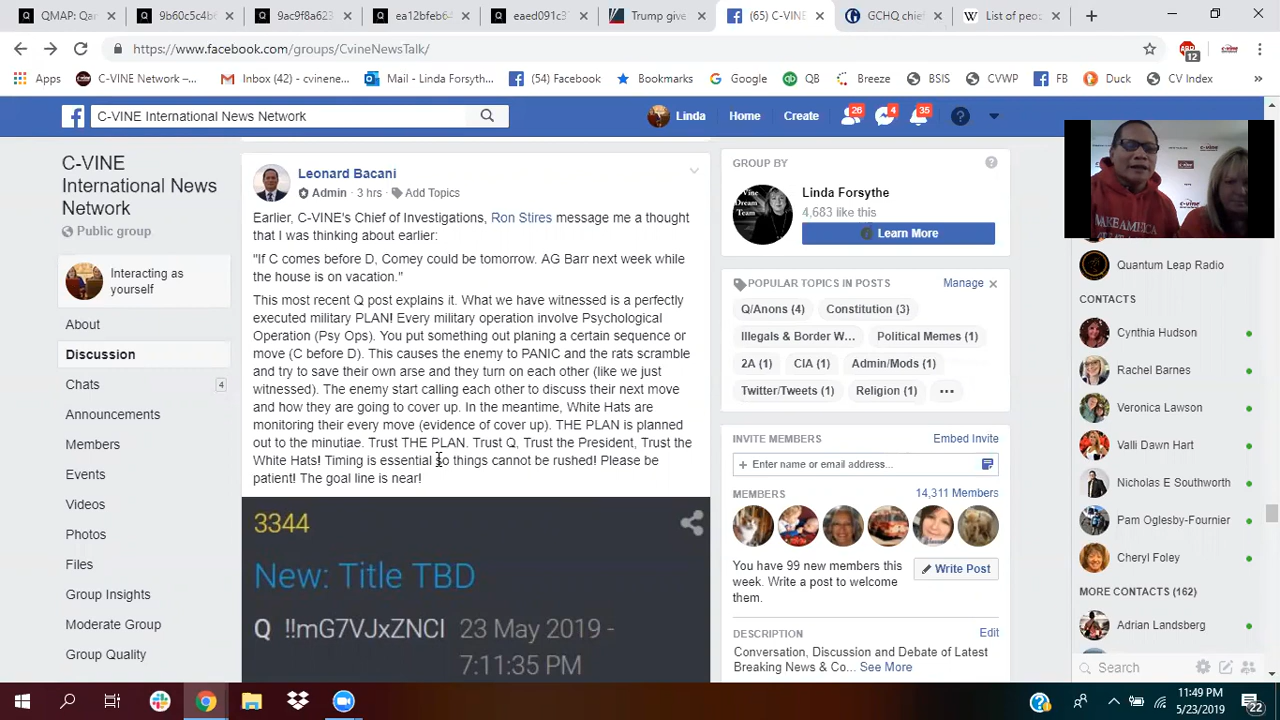 QMAP: Qan
9b60c5c4b6
9ac9f8a623
ea12bfeb64
eaed091c31
Trump give
(65) C-VINE
GCHQ chief
List of peo
https://www.facebook.com/groups/CvineNewsTalk/
12
Apps
C-VINE Network –...
Inbox (42) - cvinene...
Mail - Linda Forsyth...
(54) Facebook
Bookmarks
Google
QB
Breeze
BSIS
CVWP
FB
Duck
CV Index
»
C-VINE International News Network
Linda
Home
Create
26
4
35
C-VINE
International News
Network
Public group
Interacting as
yourself
About
Discussion
Chats
4
Announcements
Members
Events
Videos
Photos
Files
Group Insights
Moderate Group
Group Quality
Leonard Bacani
Admin · 3 hrs · Add Topics
Earlier, C-VINE's Chief of Investigations, Ron Stires message me a thought
that I was thinking about earlier:
"If C comes before D, Comey could be tomorrow. AG Barr next week while
the house is on vacation."
This most recent Q post explains it. What we have witnessed is a perfectly
executed military PLAN! Every military operation involve Psychological
Operation (Psy Ops). You put something out planing a certain sequence or
move (C before D). This causes the enemy to PANIC and the rats scramble
and try to save their own arse and they turn on each other (like we just
witnessed). The enemy start calling each other to discuss their next move
and how they are going to cover up. In the meantime, White Hats are
monitoring their every move (evidence of cover up). THE PLAN is planned
out to the minutiae. Trust THE PLAN. Trust Q, Trust the President, Trust the
White Hats! Timing is essential so things cannot be rushed! Please be
patient! The goal line is near!
3344
New: Title TBD
Q !!mG7VJxZNCI 23 May 2019 -
7:11:35 PM
GROUP BY
Linda Forsythe
4,683 like this
Learn More
POPULAR TOPICS IN POSTS
Manage
Q/Anons (4)
Constitution (3)
Illegals & Border W...
Political Memes (1)
2A (1)
CIA (1)
Admin/Mods (1)
Twitter/Tweets (1)
Religion (1)
INVITE MEMBERS
Embed Invite
+ Enter name or email address...
MEMBERS
14,311 Members
You have 99 new members this
week. Write a post to welcome
them.
Write Post
DESCRIPTION
Edit
Conversation, Discussion and Debate of Latest
Breaking News & Co... See More
Quantum Leap Radio
CONTACTS
Cynthia Hudson
Rachel Barnes
Veronica Lawson
Valli Dawn Hart
Nicholas E Southworth
Pam Oglesby-Fournier
Cheryl Foley
MORE CONTACTS (162)
Adrian Landsberg
Search
11:49 PM
5/23/2019
22